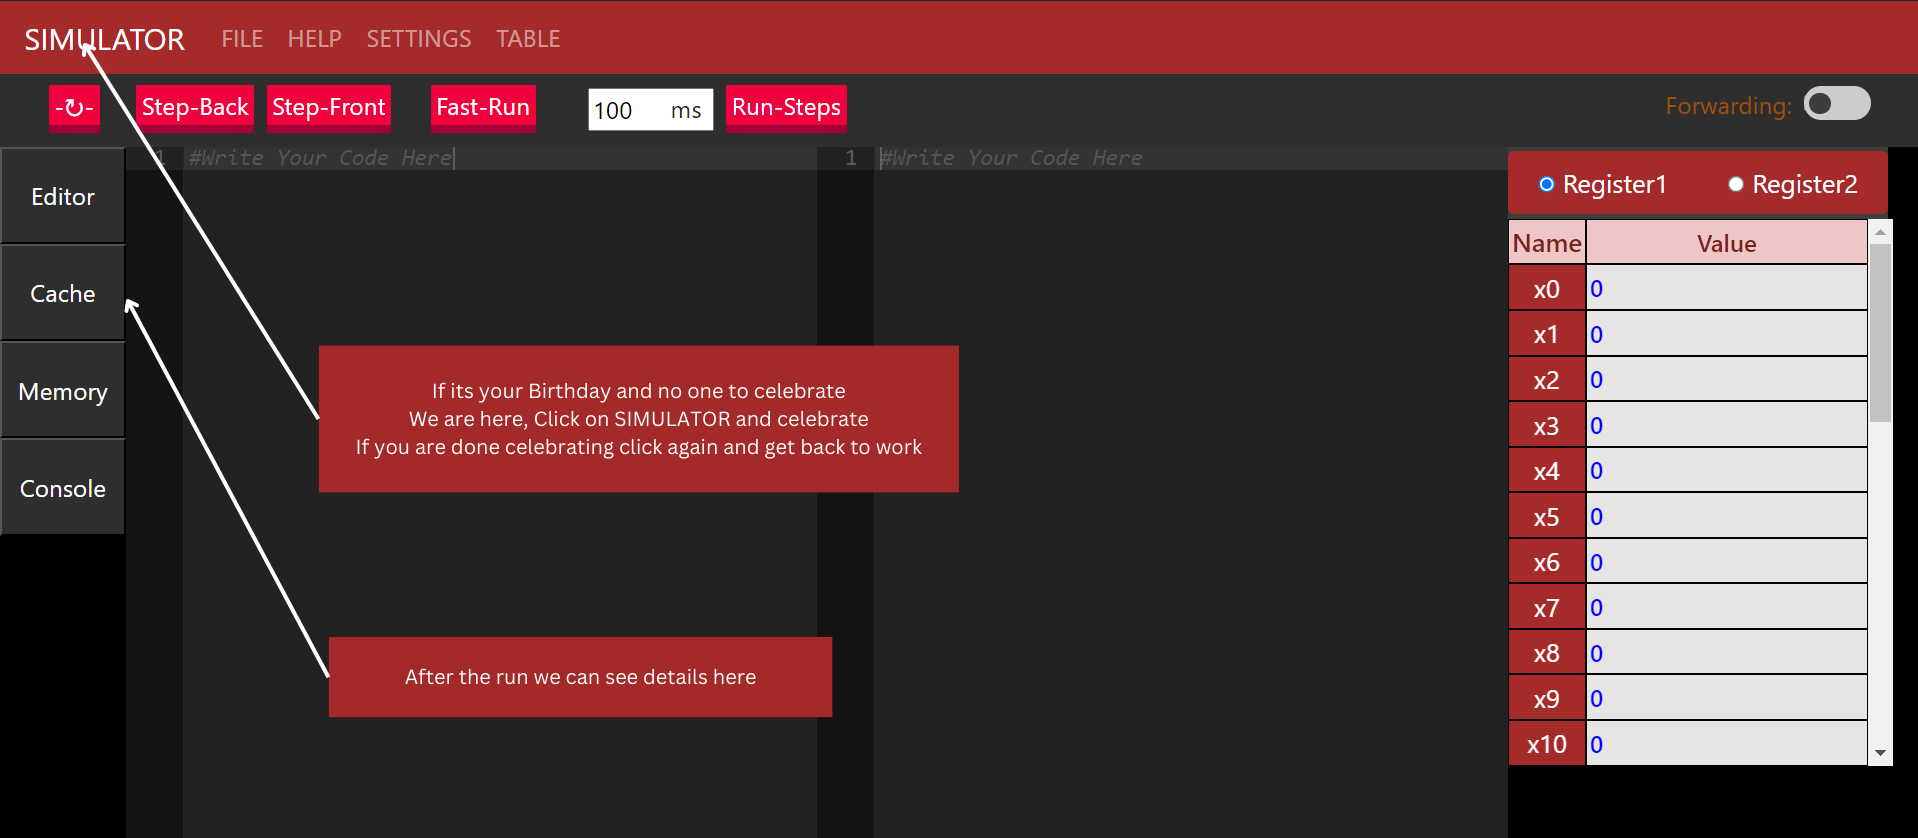 SIMULATOR FILE HELP SETTINGS TABLE
-↻- Step-Back Step-Front Fast-Run 100 ms Run-Steps Forwarding:
Editor
Cache
Memory
Console
1 #Write Your Code Here
1 #Write Your Code Here
If its your Birthday and no one to celebrate
We are here, Click on SIMULATOR and celebrate
If you are done celebrating click again and get back to work
After the run we can see details here
Register1 Register2
Name Value
x0 0
x1 0
x2 0
x3 0
x4 0
x5 0
x6 0
x7 0
x8 0
x9 0
x10 0